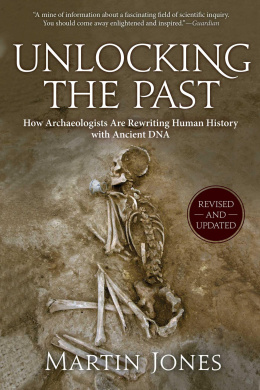 "A mine of information about a fascinating field of scientific inquiry.
You should come away enlightened and inspired."—Guardian
UNLOCKING
THE PAST
How Archaeologists Are Rewriting Human History
with Ancient DNA
REVISED
—AND—
UPDATED
MARTIN JONES